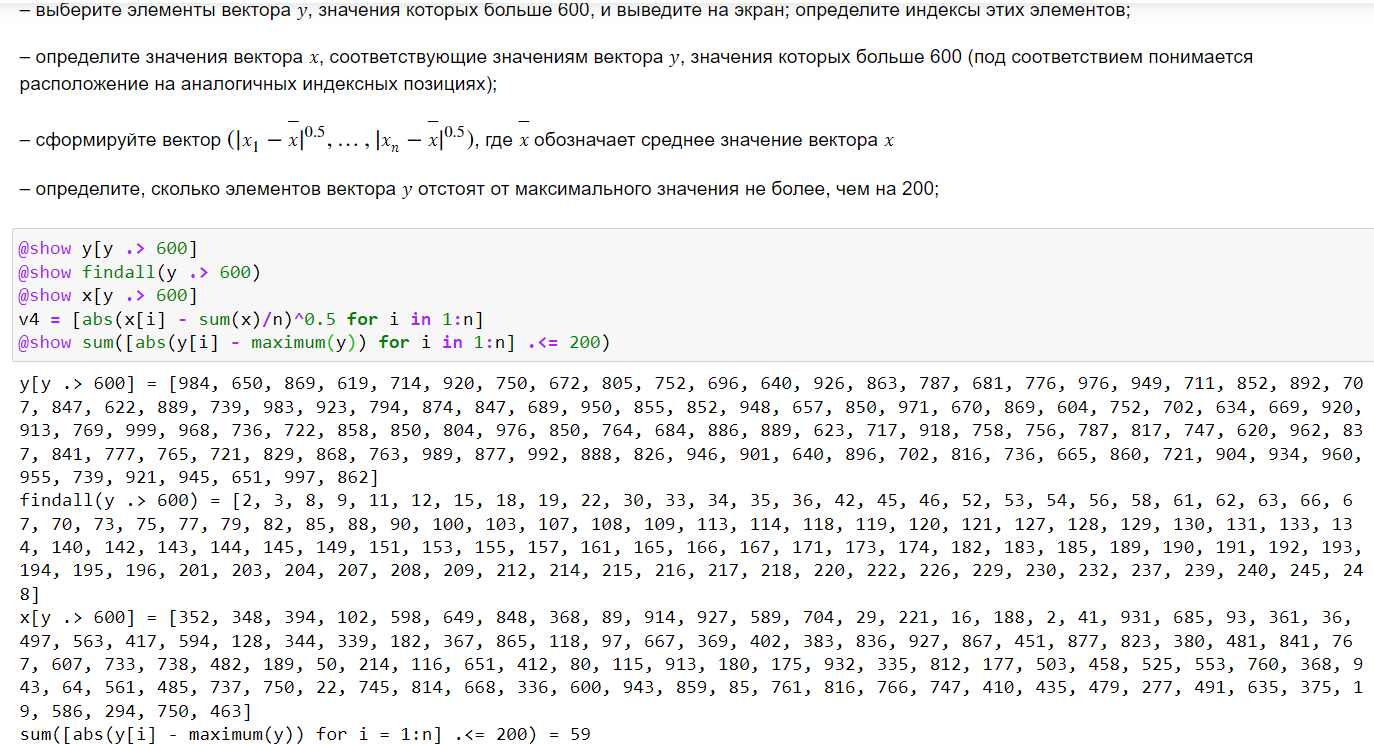 – выберите элементы вектора y, значения которых больше 600, и выведите на экран; определите индексы этих элементов;
– определите значения вектора x, соответствующие значениям вектора y, значения которых больше 600 (под соответствием понимается
расположение на аналогичных индексных позициях);
– сформируйте вектор (|x₁ − x̅|^0.5, … , |xₙ − x̅|^0.5), где x̅ обозначает среднее значение вектора x
– определите, сколько элементов вектора y отстоят от максимального значения не более, чем на 200;
@show y[y .> 600]
@show findall(y .> 600)
@show x[y .> 600]
v4 = [abs(x[i] - sum(x)/n)^0.5 for i in 1:n]
@show sum([abs(y[i] - maximum(y)) for i in 1:n] .<= 200)
y[y .> 600] = [984, 650, 869, 619, 714, 920, 750, 672, 805, 752, 696, 640, 926, 863, 787, 681, 776, 976, 949, 711, 852, 892, 70
7, 847, 622, 889, 739, 983, 923, 794, 874, 847, 689, 950, 855, 852, 948, 657, 850, 971, 670, 869, 604, 752, 702, 634, 669, 920,
913, 769, 999, 968, 736, 722, 858, 850, 804, 976, 850, 764, 684, 886, 889, 623, 717, 918, 758, 756, 787, 817, 747, 620, 962, 83
7, 841, 777, 765, 721, 829, 868, 763, 989, 877, 992, 888, 826, 946, 901, 640, 896, 702, 816, 736, 665, 860, 721, 904, 934, 960,
955, 739, 921, 945, 651, 997, 862]
findall(y .> 600) = [2, 3, 8, 9, 11, 12, 15, 18, 19, 22, 30, 33, 34, 35, 36, 42, 45, 46, 52, 53, 54, 56, 58, 61, 62, 63, 66, 6
7, 70, 73, 75, 77, 79, 82, 85, 88, 90, 100, 103, 107, 108, 109, 113, 114, 118, 119, 120, 121, 127, 128, 129, 130, 131, 133, 13
4, 140, 142, 143, 144, 145, 149, 151, 153, 155, 157, 161, 165, 166, 167, 171, 173, 174, 182, 183, 185, 189, 190, 191, 192, 193,
194, 195, 196, 201, 203, 204, 207, 208, 209, 212, 214, 215, 216, 217, 218, 220, 222, 226, 229, 230, 232, 237, 239, 240, 245, 24
8]
x[y .> 600] = [352, 348, 394, 102, 598, 649, 848, 368, 89, 914, 927, 589, 704, 29, 221, 16, 188, 2, 41, 931, 685, 93, 361, 36,
497, 563, 417, 594, 128, 344, 339, 182, 367, 865, 118, 97, 667, 369, 402, 383, 836, 927, 867, 451, 877, 823, 380, 481, 841, 76
7, 607, 733, 738, 482, 189, 50, 214, 116, 651, 412, 80, 115, 913, 180, 175, 932, 335, 812, 177, 503, 458, 525, 553, 760, 368, 9
43, 64, 561, 485, 737, 750, 22, 745, 814, 668, 336, 600, 943, 859, 85, 761, 816, 766, 747, 410, 435, 479, 277, 491, 635, 375, 1
9, 586, 294, 750, 463]
sum([abs(y[i] - maximum(y)) for i = 1:n] .<= 200) = 59